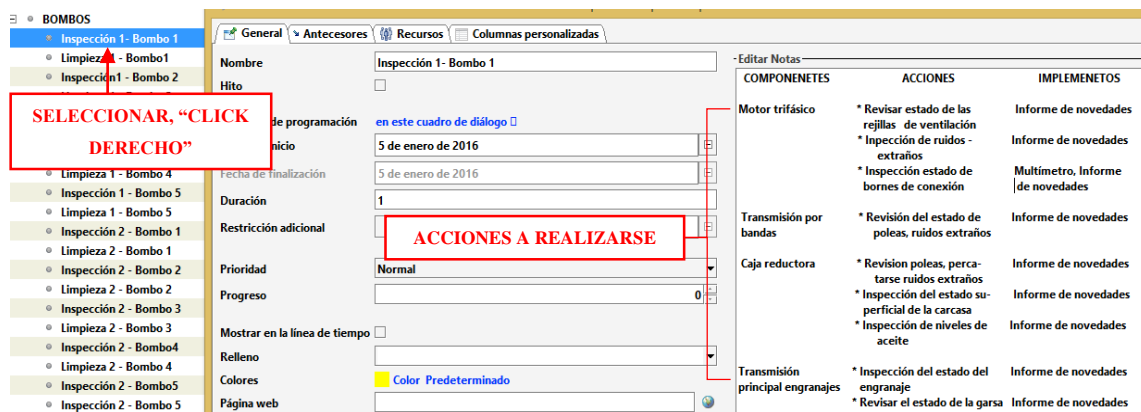 BOMBOS
Inspección 1- Bombo 1
Limpieza 1 - Bombo1
Inspección1 - Bombo 2
SELECCIONAR, “CLICK
DERECHO”
Limpieza 1 - Bombo 4
Inspección 1 - Bombo 5
Limpieza 1 - Bombo 5
Inspección 2 - Bombo 1
Limpieza 2 - Bombo 1
Inspección 2 - Bombo 2
Limpieza 2 - Bombo 2
Inspección 2 - Bombo 3
Limpieza 2 - Bombo 3
Inspección 2 - Bombo4
Limpieza 2 - Bombo 4
Inspección 2 - Bombo5
Inspección 2 - Bombo 5
General Antecesores Recursos Columnas personalizadas
Nombre Inspección 1- Bombo 1
Hito
de programación en este cuadro de diálogo
nicio 5 de enero de 2016
Fecha de finalización 5 de enero de 2016
Duración 1
Restricción adicional
ACCIONES A REALIZARSE
Prioridad Normal
Progreso 0
Mostrar en la línea de tiempo
Relleno
Colores Color Predeterminado
Página web
Editar Notas
COMPONENETES ACCIONES IMPLEMENETOS
Motor trifásico * Revisar estado de las Informe de novedades
rejillas de ventilación
* Inpección de ruidos - Informe de novedades
extraños
* Inspección estado de Multímetro, Informe
bornes de conexión de novedades
Transmisión por * Revisión del estado de Informe de novedades
bandas poleas, ruidos extraños
Caja reductora * Revision poleas, perca- Informe de novedades
tarse ruidos extraños
* Inspección del estado su- Informe de novedades
perficial de la carcasa
* Inspección de niveles de Informe de novedades
aceite
Transmisión * Inspección del estado del Informe de novedades
principal engranajes engranaje
* Revisar el estado de la garsa Informe de novedades